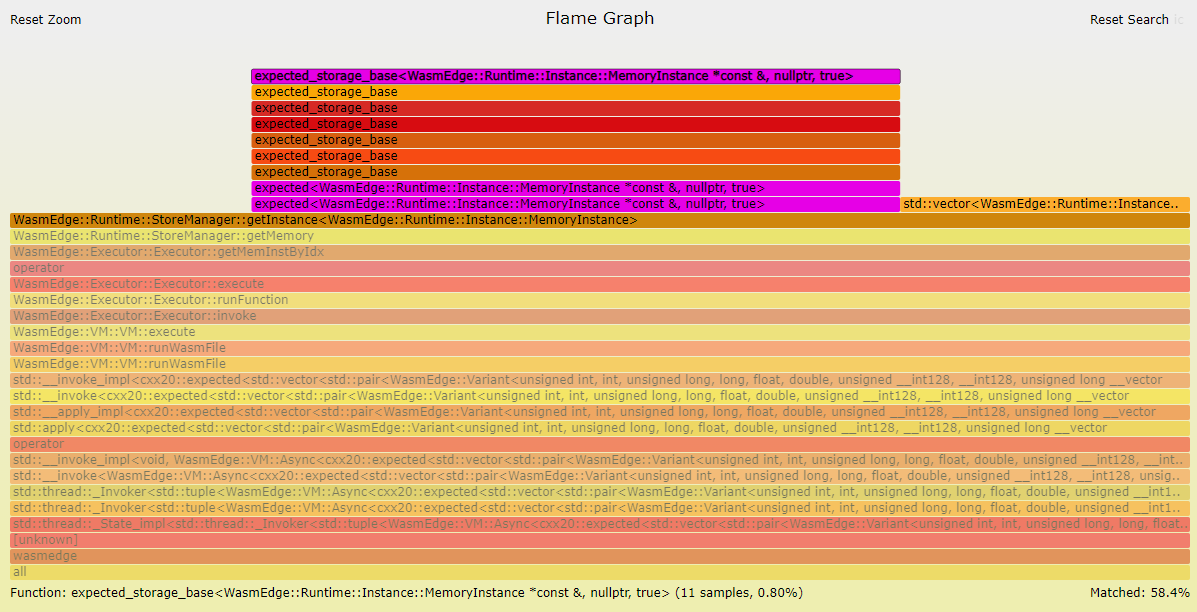 Reset Zoom
Flame Graph
Reset Search ic
expected_storage_base<WasmEdge::Runtime::Instance::MemoryInstance *const &, nullptr, true>
expected_storage_base
expected_storage_base
expected_storage_base
expected_storage_base
expected_storage_base
expected_storage_base
expected<WasmEdge::Runtime::Instance::MemoryInstance *const &, nullptr, true>
expected<WasmEdge::Runtime::Instance::MemoryInstance *const &, nullptr, true>
std::vector<WasmEdge::Runtime::Instance..
WasmEdge::Runtime::StoreManager::getInstance<WasmEdge::Runtime::Instance::MemoryInstance>
WasmEdge::Runtime::StoreManager::getMemory
WasmEdge::Executor::Executor::getMemInstByIdx
operator
WasmEdge::Executor::Executor::execute
WasmEdge::Executor::Executor::runFunction
WasmEdge::Executor::Executor::invoke
WasmEdge::VM::VM::execute
WasmEdge::VM::VM::runWasmFile
WasmEdge::VM::VM::runWasmFile
std::__invoke_impl<cxx20::expected<std::vector<std::pair<WasmEdge::Variant<unsigned int, int, unsigned long, long, float, double, unsigned __int128, __int128, unsigned long __vector
std::__invoke<cxx20::expected<std::vector<std::pair<WasmEdge::Variant<unsigned int, int, unsigned long, long, float, double, unsigned __int128, __int128, unsigned long __vector
std::__apply_impl<cxx20::expected<std::vector<std::pair<WasmEdge::Variant<unsigned int, int, unsigned long, long, float, double, unsigned __int128, __int128, unsigned long __vector
std::apply<cxx20::expected<std::vector<std::pair<WasmEdge::Variant<unsigned int, int, unsigned long, long, float, double, unsigned __int128, __int128, unsigned long __vector
operator
std::__invoke_impl<void, WasmEdge::VM::Async<cxx20::expected<std::vector<std::pair<WasmEdge::Variant<unsigned int, int, unsigned long, long, float, double, unsigned __int128, __int..
std::__invoke<WasmEdge::VM::Async<cxx20::expected<std::vector<std::pair<WasmEdge::Variant<unsigned int, int, unsigned long, long, float, double, unsigned __int128, __int128, unsig..
std::thread::_Invoker<std::tuple<WasmEdge::VM::Async<cxx20::expected<std::vector<std::pair<WasmEdge::Variant<unsigned int, int, unsigned long, long, float, double, unsigned __int1..
std::thread::_Invoker<std::tuple<WasmEdge::VM::Async<cxx20::expected<std::vector<std::pair<WasmEdge::Variant<unsigned int, int, unsigned long, long, float, double, unsigned __int1..
std::thread::_State_impl<std::thread::_Invoker<std::tuple<WasmEdge::VM::Async<cxx20::expected<std::vector<std::pair<WasmEdge::Variant<unsigned int, int, unsigned long, long, float..
[unknown]
wasmedge
all
Function: expected_storage_base<WasmEdge::Runtime::Instance::MemoryInstance *const &, nullptr, true> (11 samples, 0.80%)
Matched: 58.4%